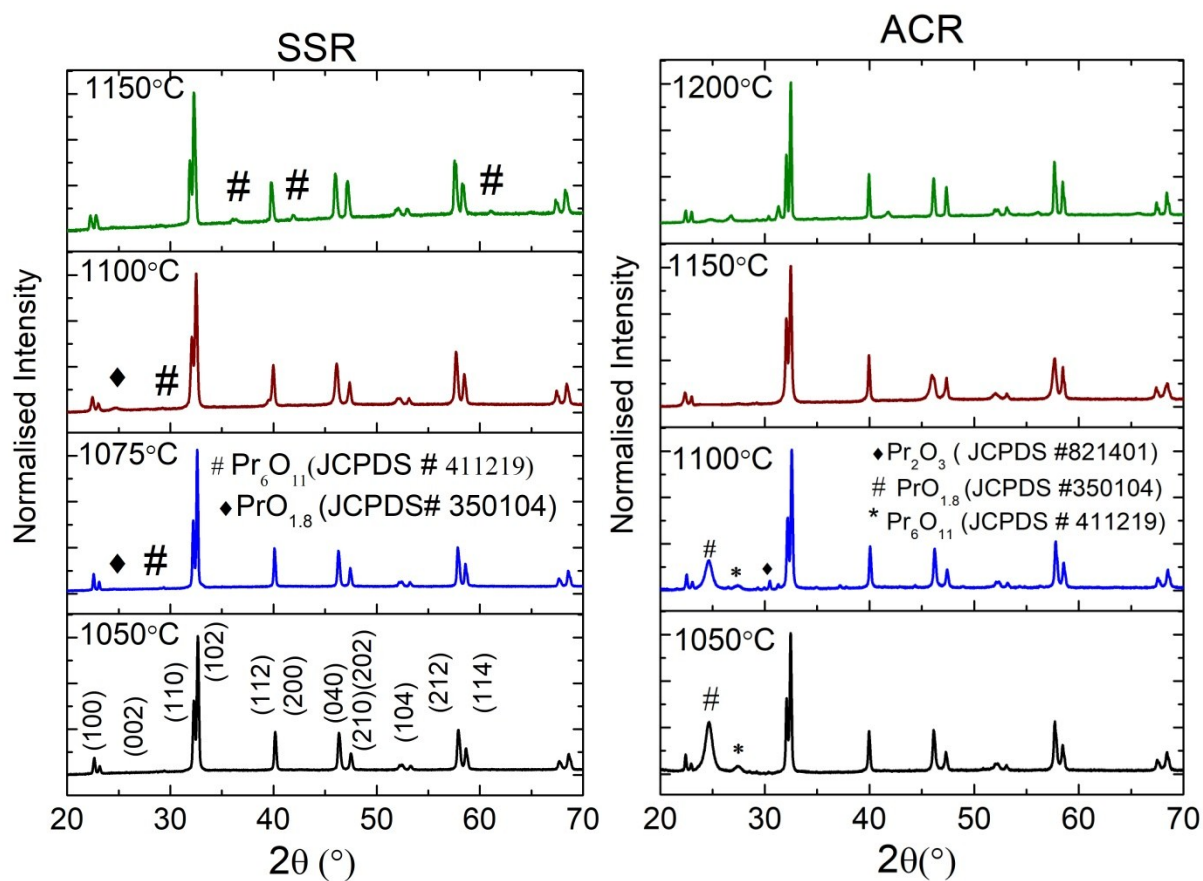 SSR
1150°C
# # #
1100°C
♦ #
1075°C
# Pr6O11(JCPDS # 411219)
♦ PrO1.8 (JCPDS# 350104)
♦ #
1050°C
(100)
(002)
(110)
(102)
(112)
(200)
(040)
(210)(202)
(104)
(212)
(114)
20 30 40 50 60 70
2θ (°)
Normalised Intensity
ACR
1200°C
1150°C
1100°C
♦Pr2O3 ( JCPDS #821401)
# PrO1.8 (JCPDS #350104)
* Pr6O11 (JCPDS # 411219)
# * ♦
1050°C
# *
20 30 40 50 60 70
2θ(°)
Normalised Intensity